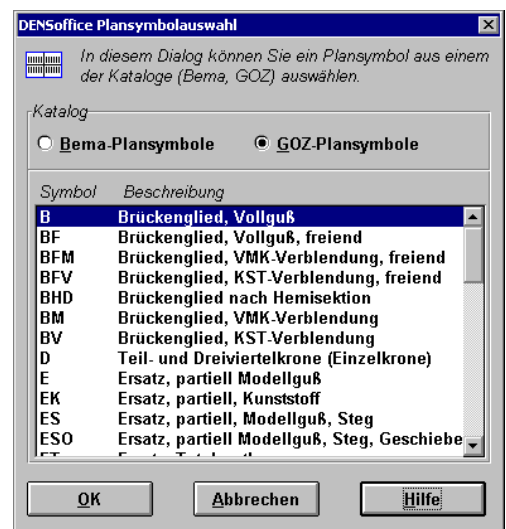 DENSoffice Plansymbolauswahl
In diesem Dialog können Sie ein Plansymbol aus einem
der Kataloge (Bema, GOZ) auswählen.
Katalog
Bema-Plansymbole GOZ-Plansymbole
Symbol Beschreibung
B Brückenglied, Vollguß
BF Brückenglied, Vollguß, freiend
BFM Brückenglied, VMK-Verblendung, freiend
BFV Brückenglied, KST-Verblendung, freiend
BHD Brückenglied nach Hemisektion
BM Brückenglied, VMK-Verblendung
BV Brückenglied, KST-Verblendung
D Teil- und Dreiviertelkrone (Einzelkrone)
E Ersatz, partiell Modellguß
EK Ersatz, partiell, Kunststoff
ES Ersatz, partiell, Modellguß, Steg
ESO Ersatz, partiell Modellguß, Steg, Geschiebe
OK Abbrechen Hilfe